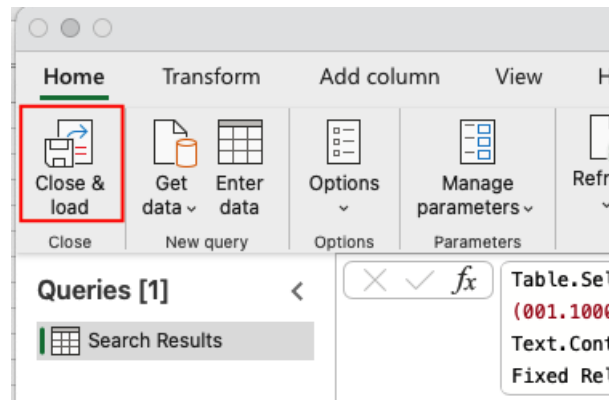 Home Transform Add column View
Close & load
Get data
Enter data
Options
Manage parameters
Close New query Options Parameters
Queries [1]
fx
Search Results
Table.Sel
(001.1000
Text.Cont
Fixed Rel